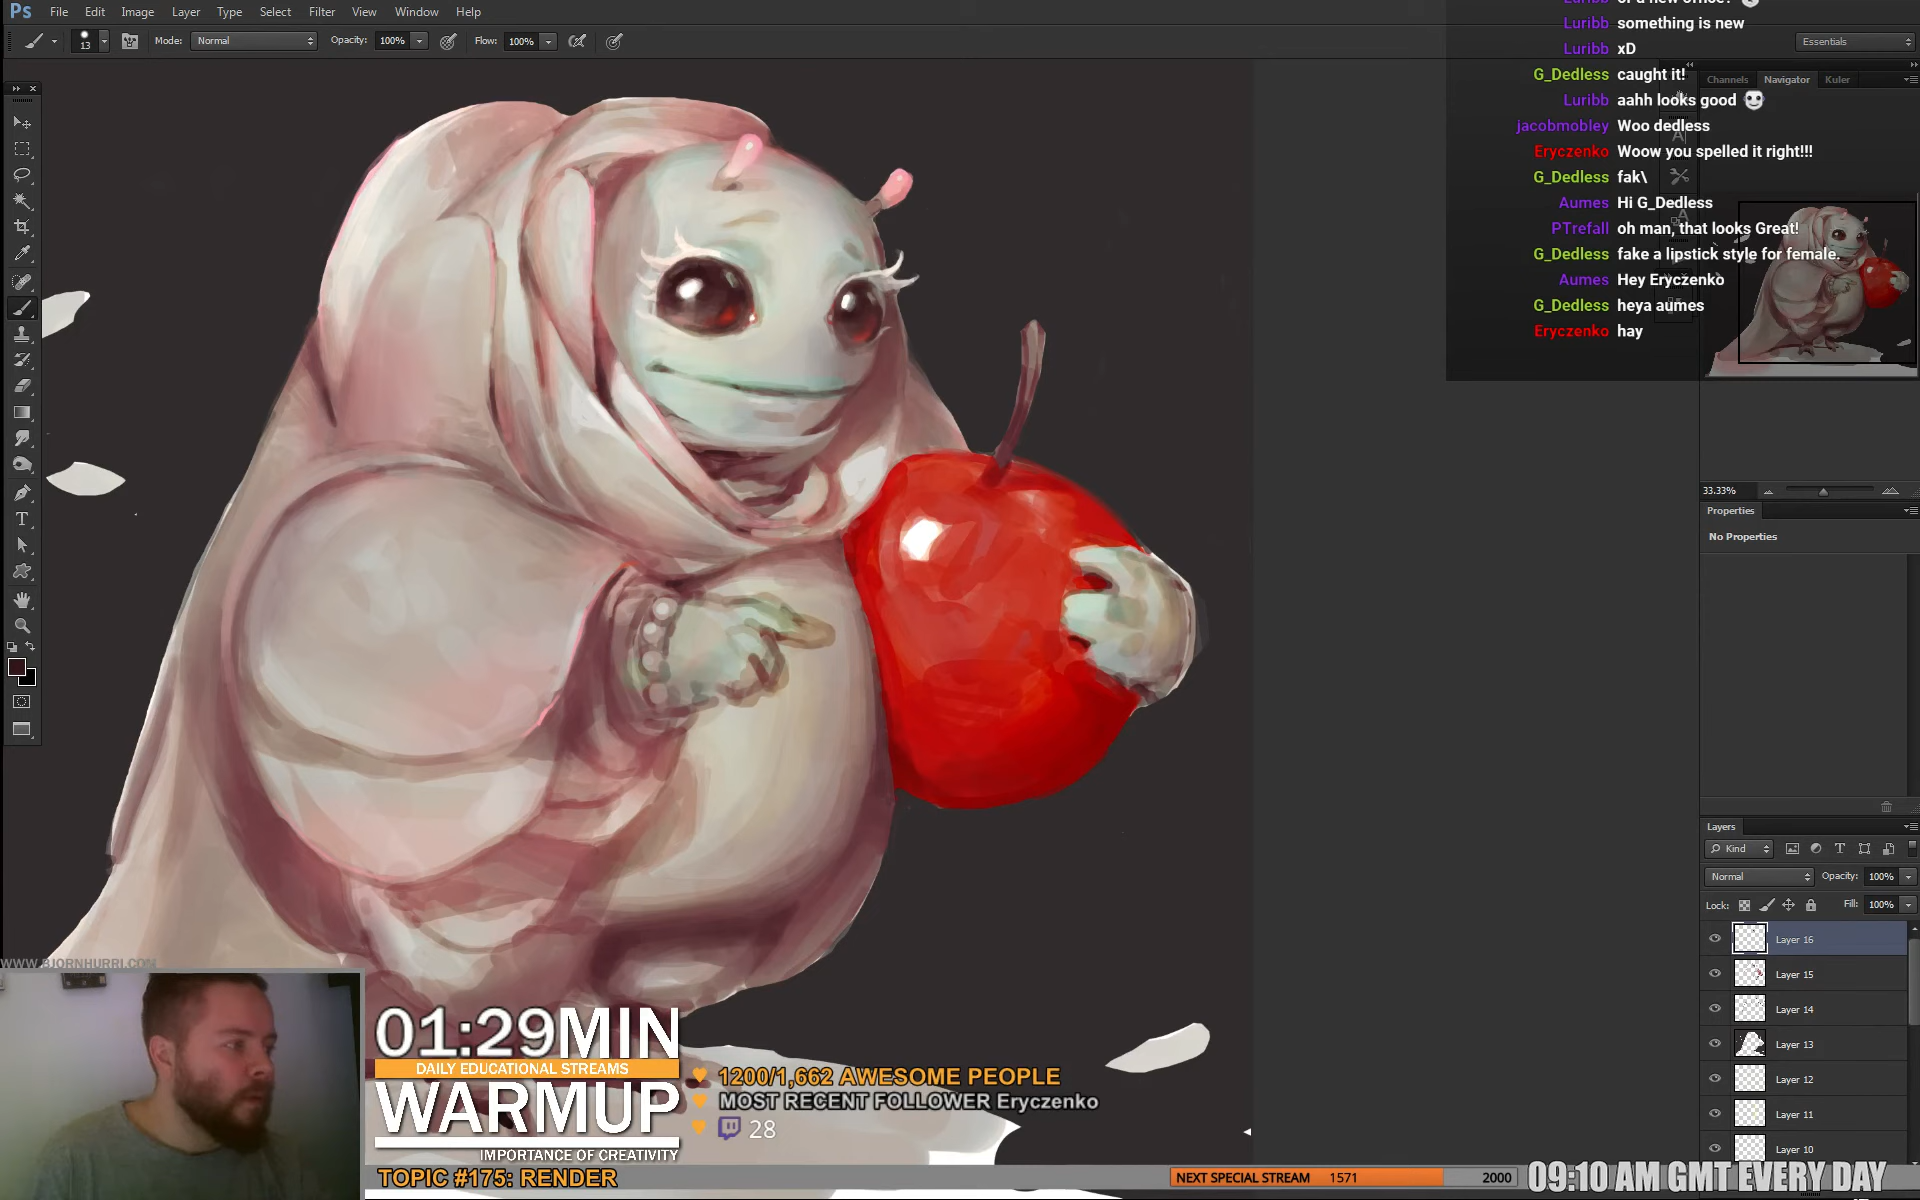 Ps File Edit Image Layer Type Select Filter View Window Help
13 Mode: Normal Opacity: 100% Flow: 100% Essentials
Luribb
Luribb something is new
Luribb xD
G_Dedless caught it!
Luribb aahh looks good
jacobmobley Woo dedless
Eryczenko Woow you spelled it right!!!
G_Dedless fak\
Aumes Hi G_Dedless
PTrefall oh man, that looks Great!
G_Dedless fake a lipstick style for female.
Aumes Hey Eryczenko
G_Dedless heya aumes
Eryczenko hay
Channels Navigator Kuler
33.33%
Properties
No Properties
Layers
Kind
Normal Opacity: 100%
Lock: Fill: 100%
Layer 16
Layer 15
Layer 14
Layer 13
Layer 12
Layer 11
Layer 10
WWW.BJORNHURRI.COM
01:29MIN
DAILY EDUCATIONAL STREAMS
WARMUP
IMPORTANCE OF CREATIVITY
TOPIC #175: RENDER
1200/1,662 AWESOME PEOPLE
MOST RECENT FOLLOWER Eryczenko
28
NEXT SPECIAL STREAM 1571 2000
09:10 AM GMT EVERY DAY